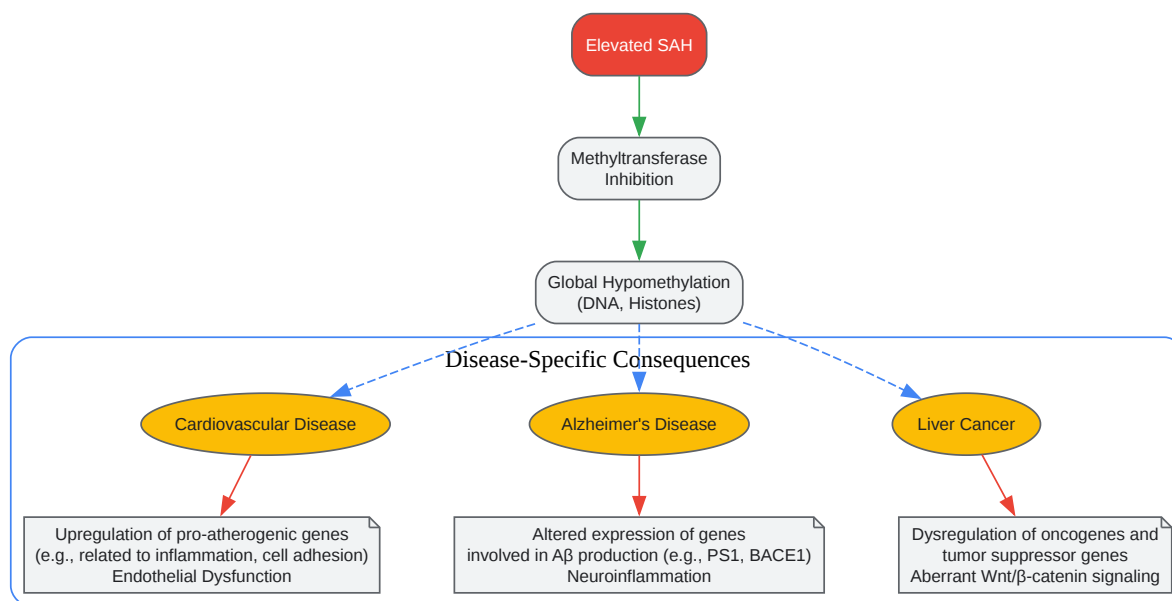 Elevated SAH
Methyltransferase
Inhibition
Global Hypomethylation
(DNA, Histones)
Disease-Specific Consequences
Cardiovascular Disease
Alzheimer's Disease
Liver Cancer
Upregulation of pro-atherogenic genes
(e.g., related to inflammation, cell adhesion)
Endothelial Dysfunction
Altered expression of genes
involved in Aβ production (e.g., PS1, BACE1)
Neuroinflammation
Dysregulation of oncogenes and
tumor suppressor genes
Aberrant Wnt/β-catenin signaling